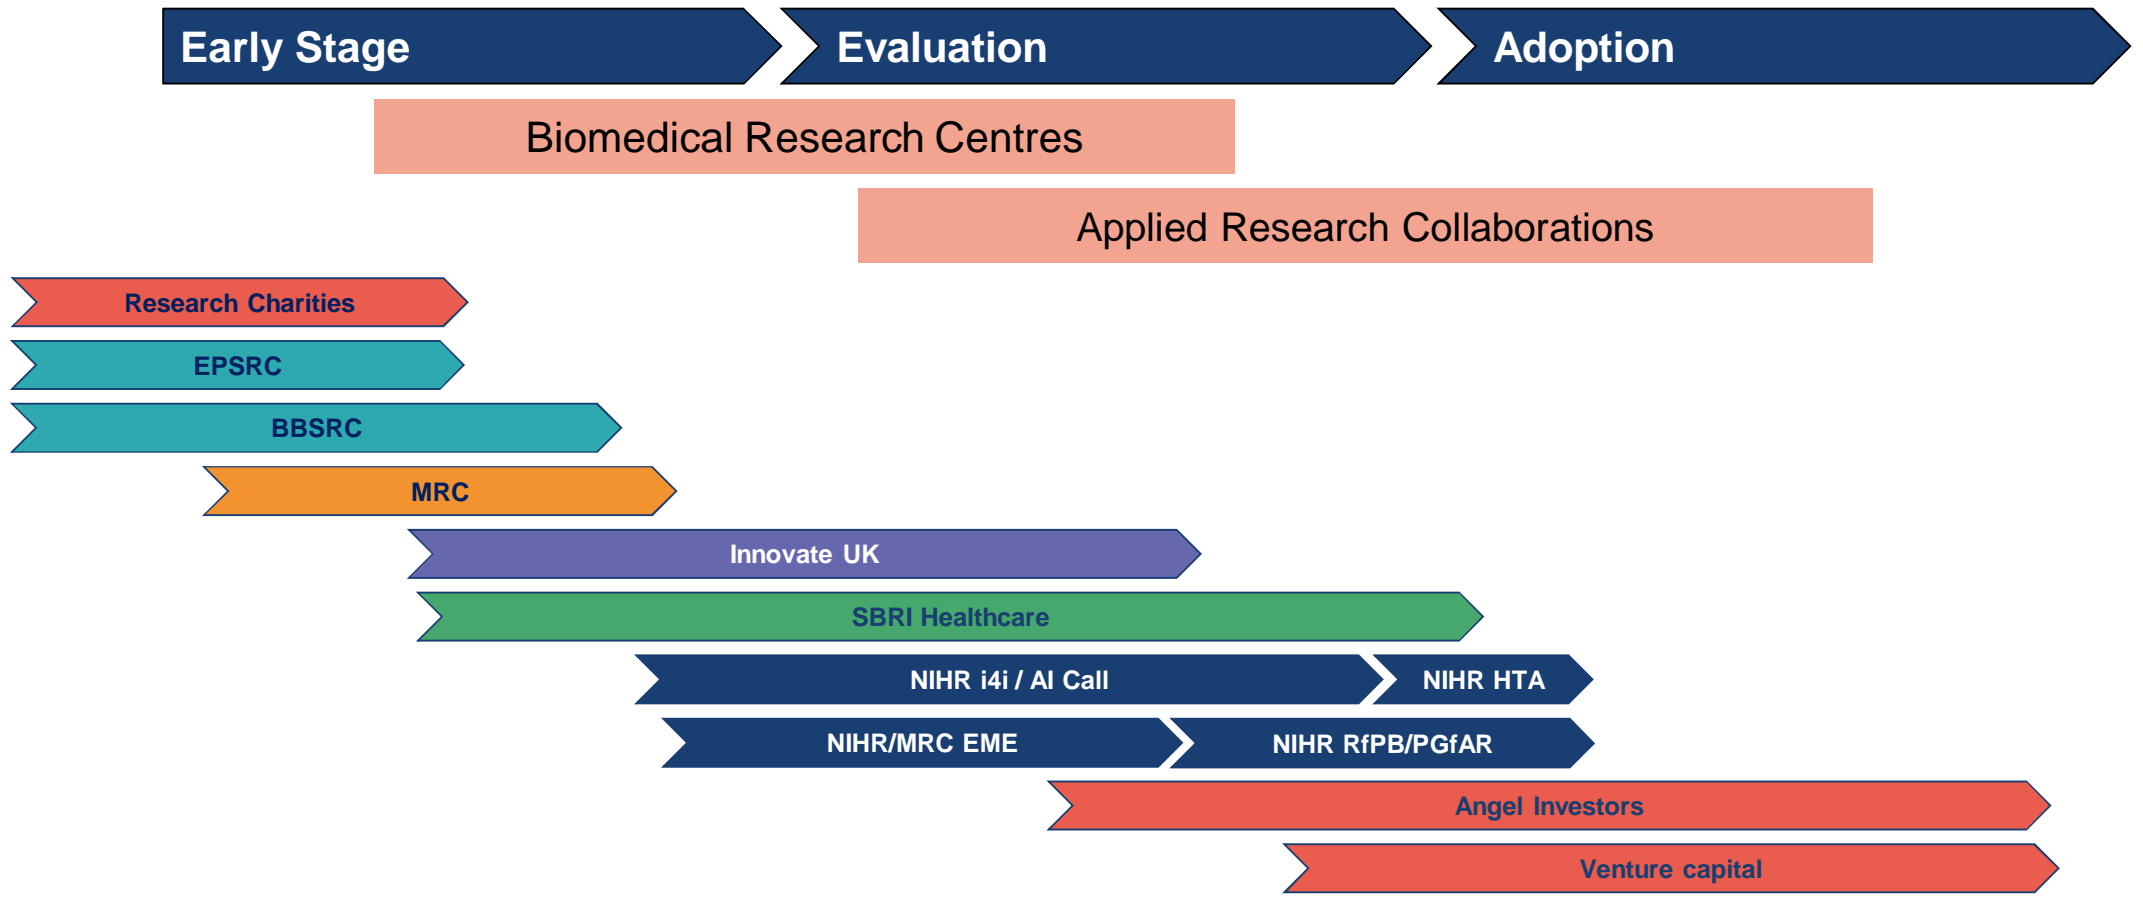 Early Stage
Evaluation
Adoption
Biomedical Research Centres
Applied Research Collaborations
Research Charities
EPSRC
BBSRC
MRC
Innovate UK
SBRI Healthcare
NIHR i4i / AI Call
NIHR HTA
NIHR/MRC EME
NIHR RfPB/PGfAR
Angel Investors
Venture capital